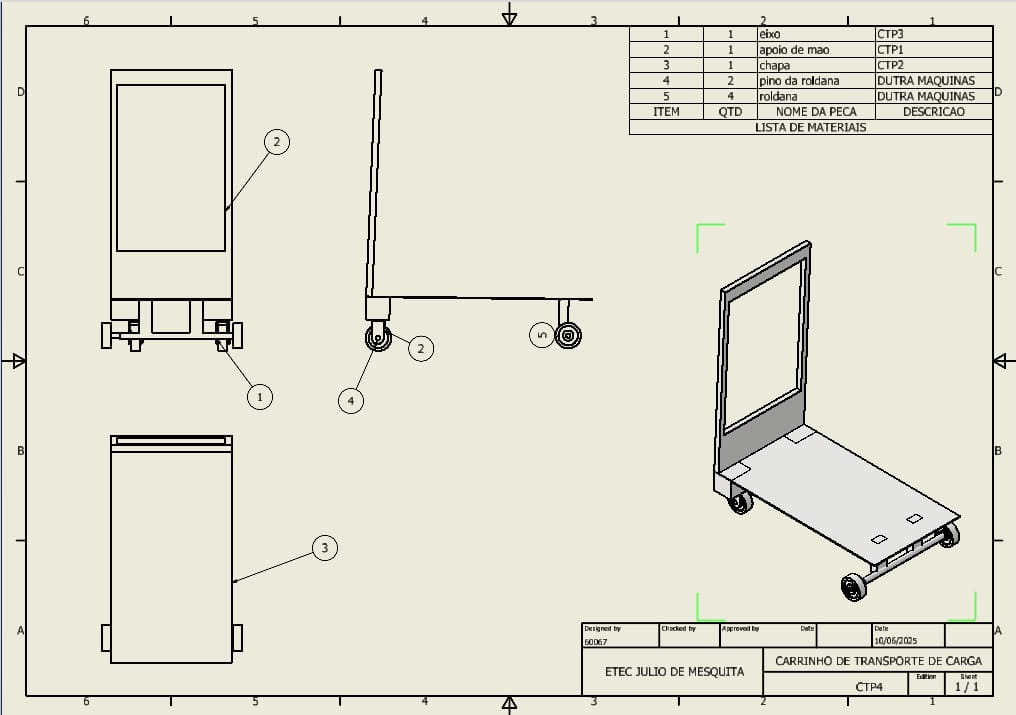 6 5 4 3 2 1
1 1 eixo CTP3
2 1 apoio de mao CTP1
3 1 chapa CTP2
4 2 pino da roldana DUTRA MAQUINAS
5 4 roldana DUTRA MAQUINAS
ITEM QTD NOME DA PECA DESCRICAO
LISTA DE MATERIAIS
D D
2
C C
5
2
1
4
B B
3
A A
Designed by Checked by Approved by Date Date
60067 10/06/2025
ETEC JULIO DE MESQUITA
CARRINHO DE TRANSPORTE DE CARGA
CTP4
Edition Sheet
1 / 1
6 5 4 3 2 1